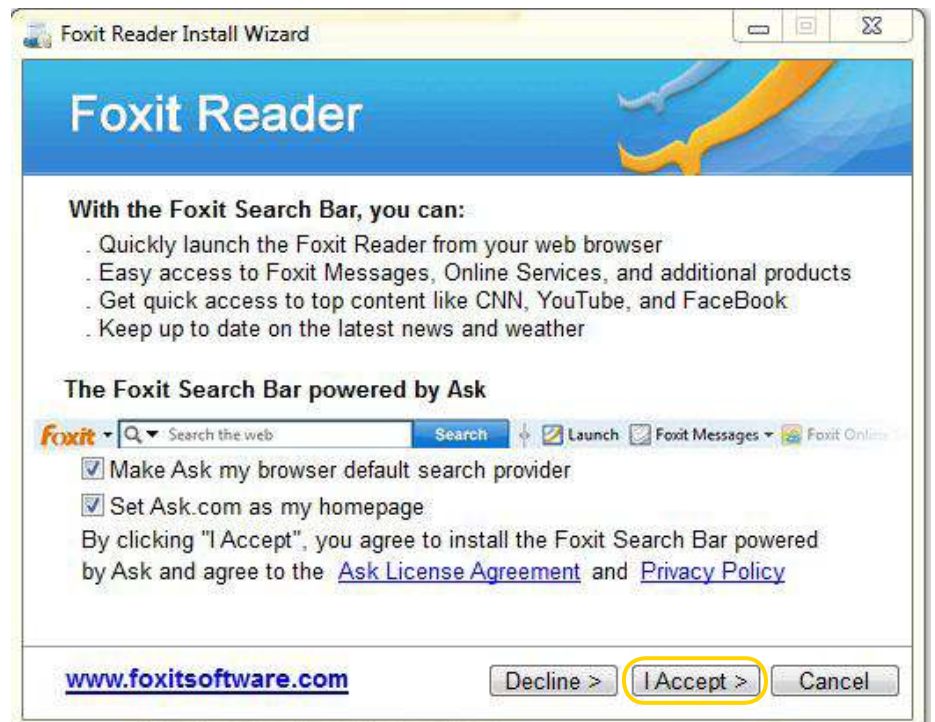 Foxit Reader Install Wizard
Foxit Reader
With the Foxit Search Bar, you can:
. Quickly launch the Foxit Reader from your web browser
. Easy access to Foxit Messages, Online Services, and additional products
. Get quick access to top content like CNN, YouTube, and FaceBook
. Keep up to date on the latest news and weather
The Foxit Search Bar powered by Ask
Foxit Search the web Search Launch Foxit Messages Foxit Online
Make Ask my browser default search provider
Set Ask.com as my homepage
By clicking "I Accept", you agree to install the Foxit Search Bar powered
by Ask and agree to the Ask License Agreement and Privacy Policy
www.foxitsoftware.com Decline > I Accept > Cancel